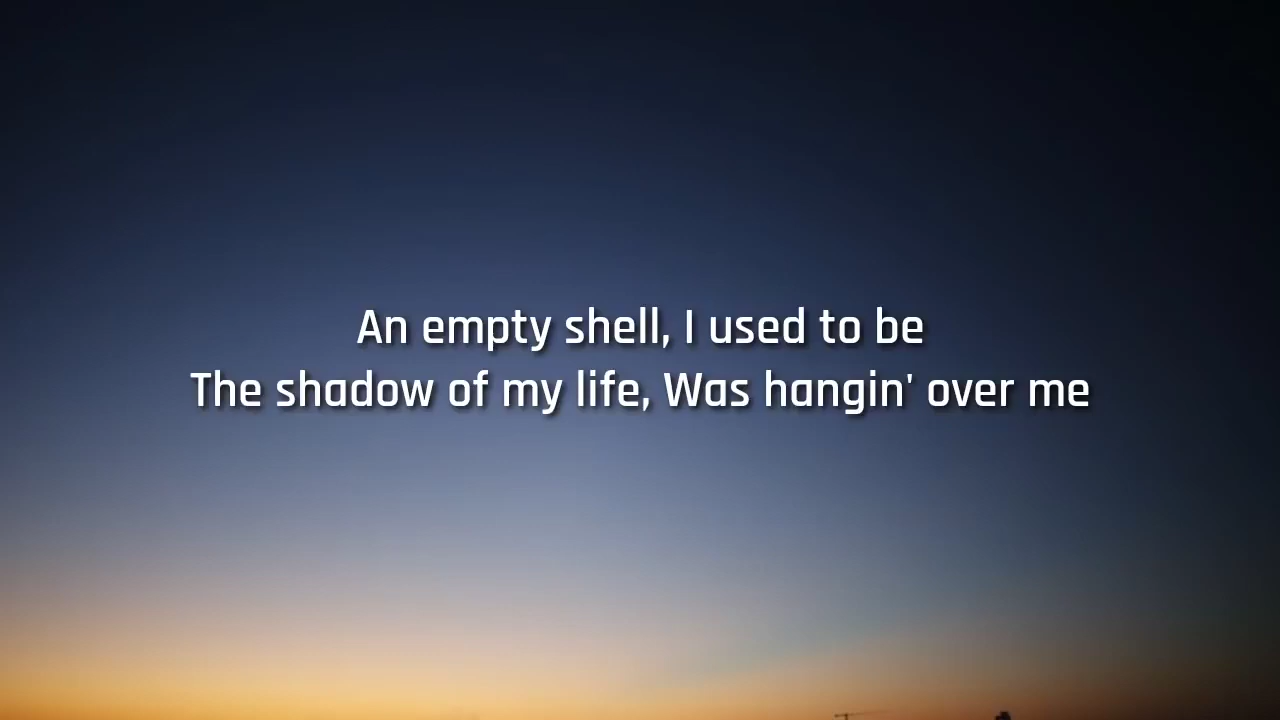 An empty shell, I used to be
The shadow of my life, Was hangin' over me